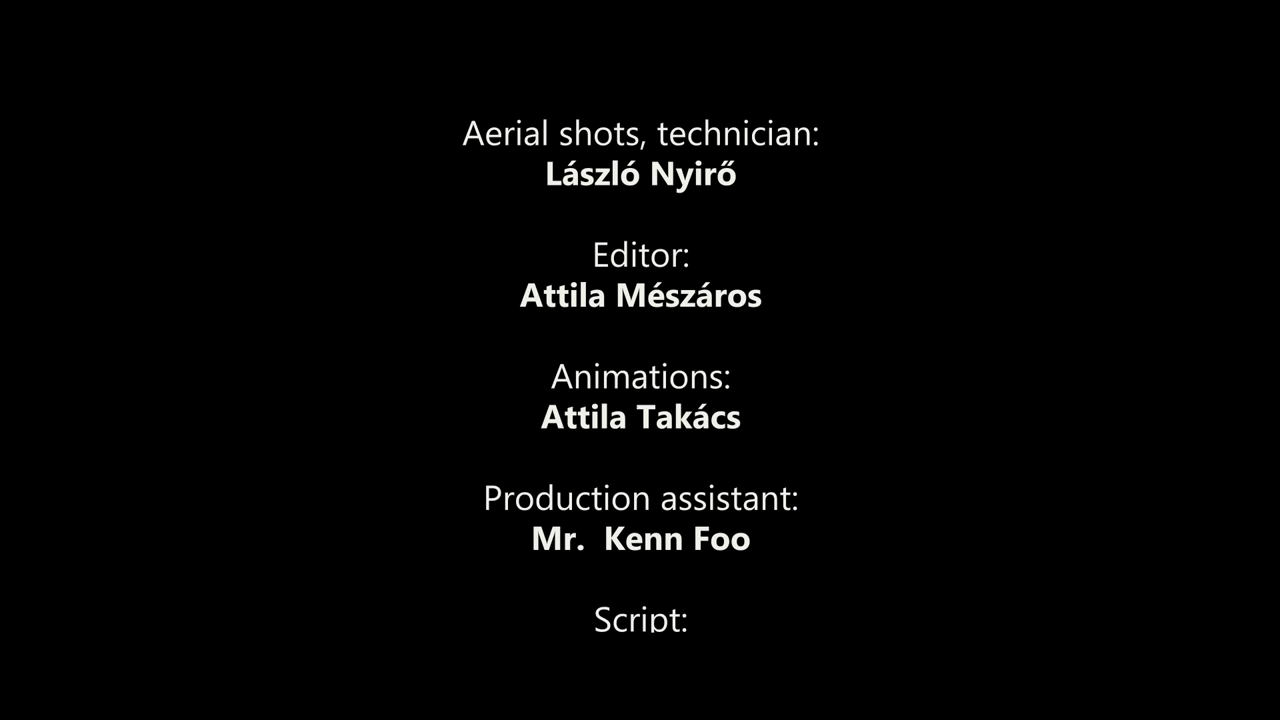 Aerial shots, technician:
László Nyirő
Editor:
Attila Mészáros
Animations:
Attila Takács
Production assistant:
Mr.  Kenn Foo
Script: